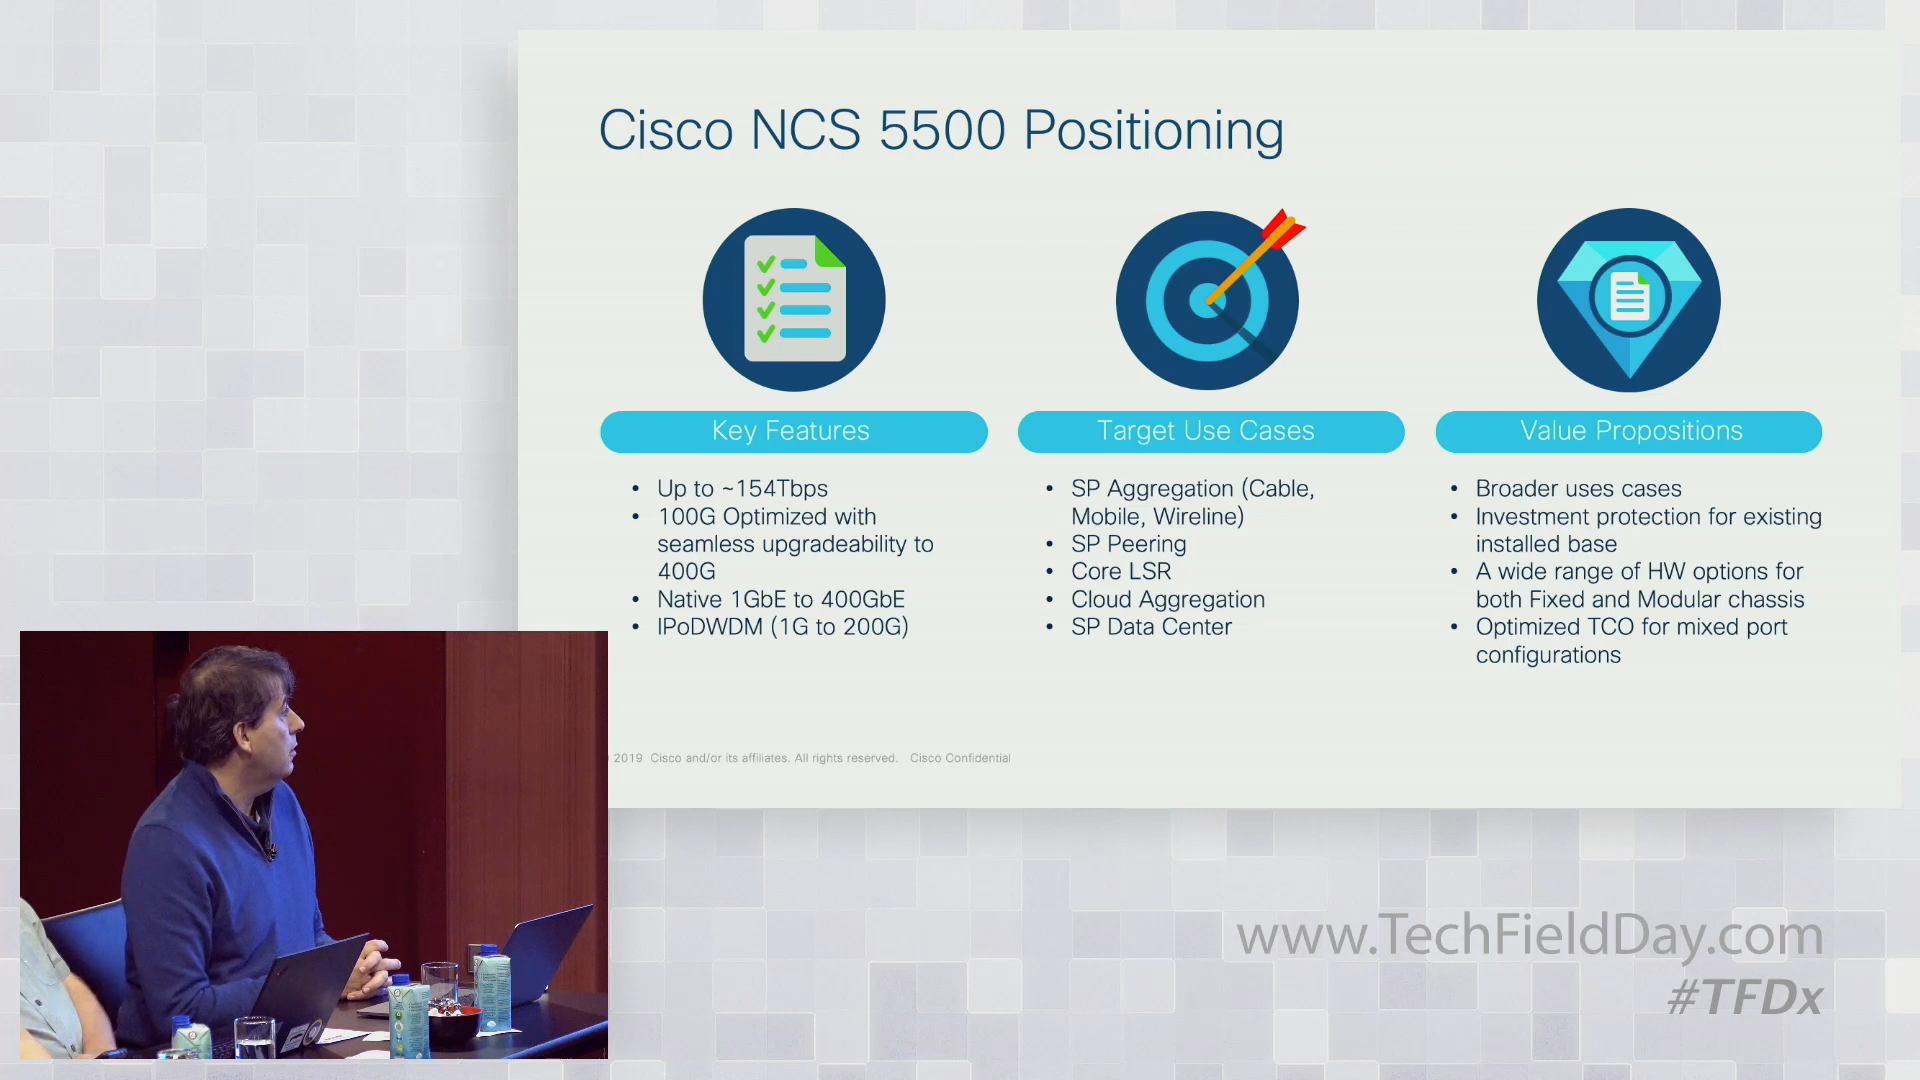 Cisco NCS 5500 Positioning
Key Features
• Up to ~154Tbps
• 100G Optimized with
seamless upgradeability to
400G
• Native 1GbE to 400GbE
• IPoDWDM (1G to 200G)
Target Use Cases
• SP Aggregation (Cable,
Mobile, Wireline)
• SP Peering
• Core LSR
• Cloud Aggregation
• SP Data Center
Value Propositions
• Broader uses cases
• Investment protection for existing
installed base
• A wide range of HW options for
both Fixed and Modular chassis
• Optimized TCO for mixed port
configurations
2019 Cisco and/or its affiliates. All rights reserved. Cisco Confidential
www.TechFieldDay.com
#TFDx